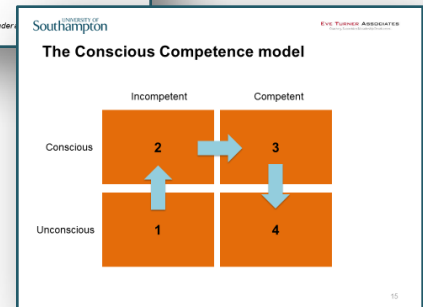 UNIVERSITY OF
Southampton
EVE TURNER ASSOCIATES
The Conscious Competence model
Incompetent
Competent
Conscious
2
3
Unconscious
1
4
15